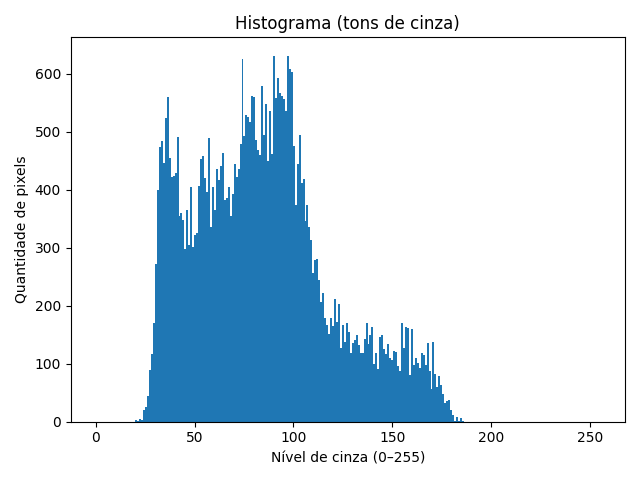 Histograma (tons de cinza)
Quantidade de pixels
600
500
400
300
200
100
0
0 50 100 150 200 250
Nível de cinza (0–255)